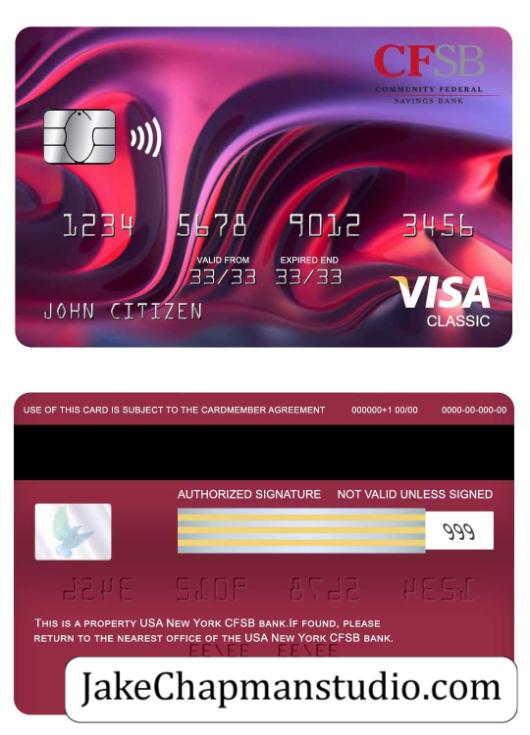 CFSB
COMMUNITY FEDERAL
SAVINGS BANK
1234 5678 9012 3456
VALID FROM EXPIRED END
33/33 33/33
JOHN CITIZEN
VISA
CLASSIC
USE OF THIS CARD IS SUBJECT TO THE CARDMEMBER AGREEMENT 000000+1 00/00 0000-00-000-00
AUTHORIZED SIGNATURE NOT VALID UNLESS SIGNED
999
THIS IS A PROPERTY USA NEW YORK CFSB BANK.IF FOUND, PLEASE
RETURN TO THE NEAREST OFFICE OF THE USA NEW YORK CFSB BANK.
JakeChapmanstudio.com